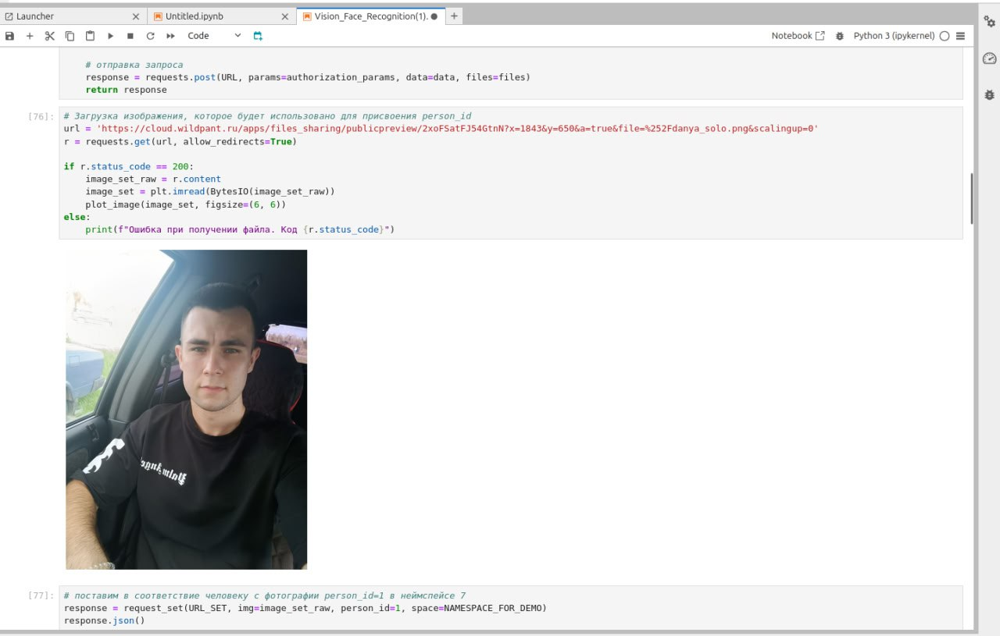 Launcher
Untitled.ipynb
Vision_Face_Recognition(1).
Code
Notebook
Python 3 (ipykernel)
# отправка запроса
response = requests.post(URL, params=authorization_params, data=data, files=files)
return response
[76]:
# Загрузка изображения, которое будет использовано для присвоения person_id
url = 'https://cloud.wildpant.ru/apps/files_sharing/publicpreview/2xoFSatFJ54GtnN?x=1843&y=650&a=true&file=%252Fdanya_solo.png&scalingup=0'
r = requests.get(url, allow_redirects=True)
if r.status_code == 200:
image_set_raw = r.content
image_set = plt.imread(BytesIO(image_set_raw))
plot_image(image_set, figsize=(6, 6))
else:
print(f"Ошибка при получении файла. Код {r.status_code}")
Palm Angels
[77]:
# поставим в соответствие человеку с фотографии person_id=1 в неймспейсе 7
response = request_set(URL_SET, img=image_set_raw, person_id=1, space=NAMESPACE_FOR_DEMO)
response.json()